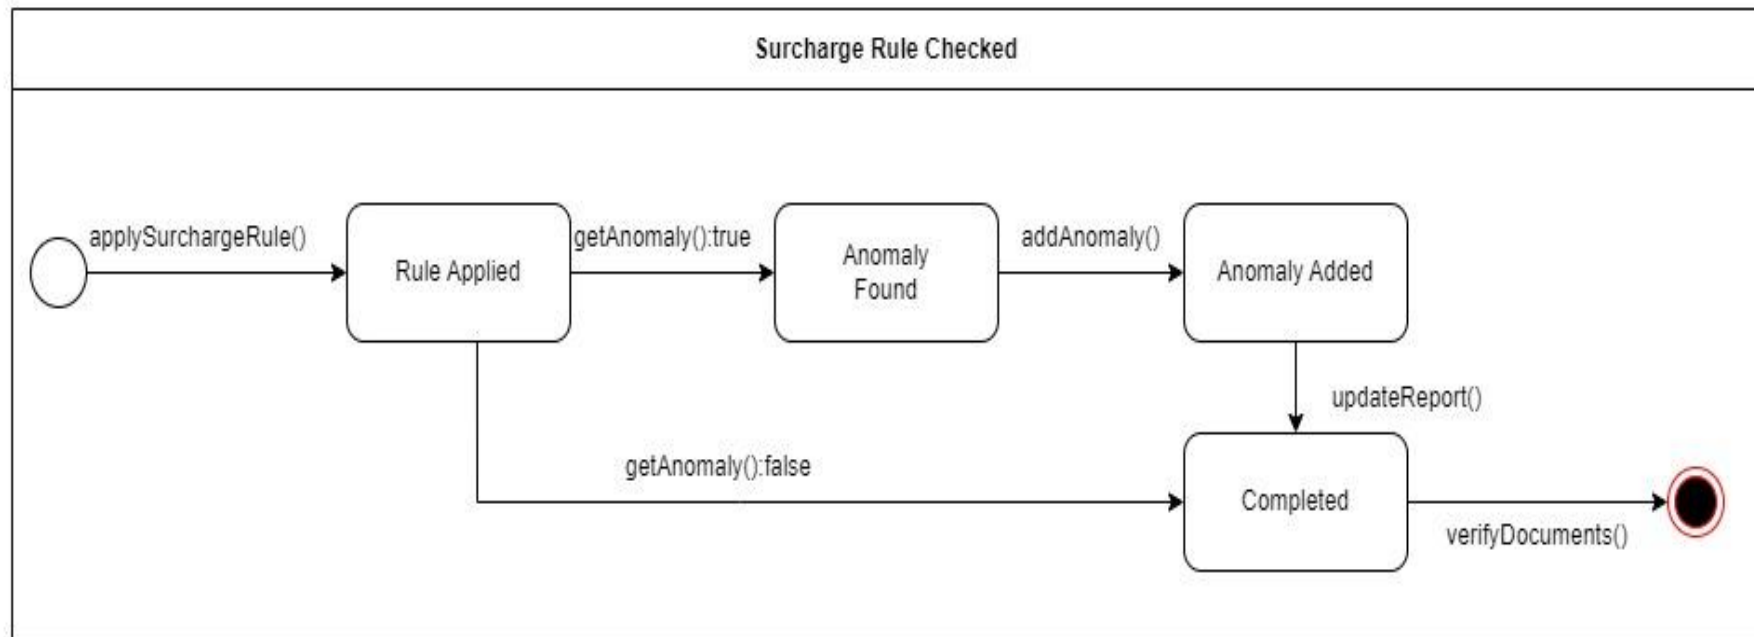 Surcharge Rule Checked
applySurchargeRule()
Rule Applied
getAnomaly():true
Anomaly
Found
addAnomaly()
Anomaly Added
updateReport()
getAnomaly():false
Completed
verifyDocuments()